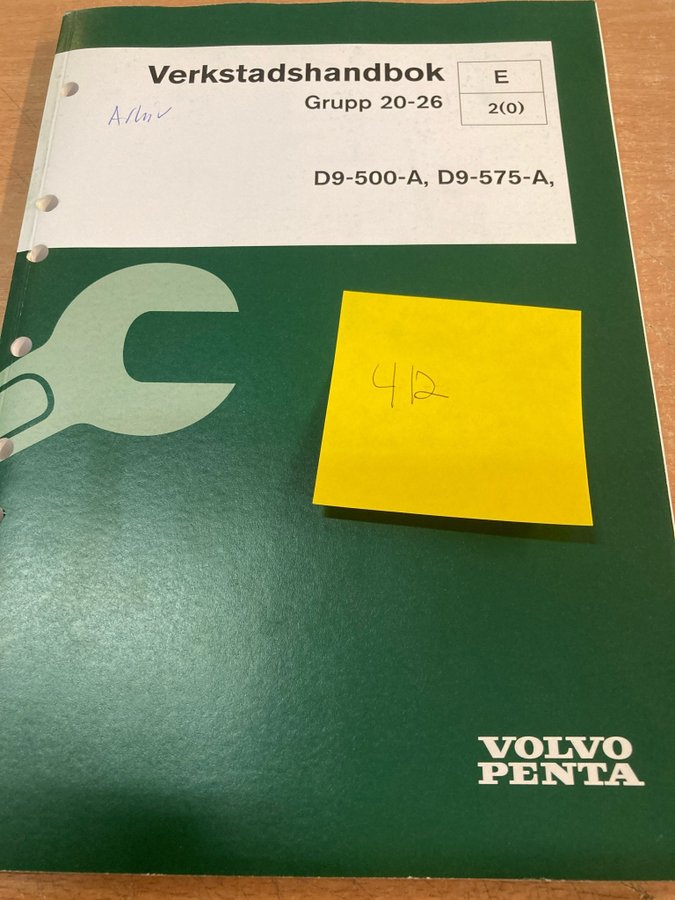 Verkstadshandbok
Grupp 20-26
E
2(0)
Arkiv
D9-500-A, D9-575-A,
412
VOLVO
PENTA